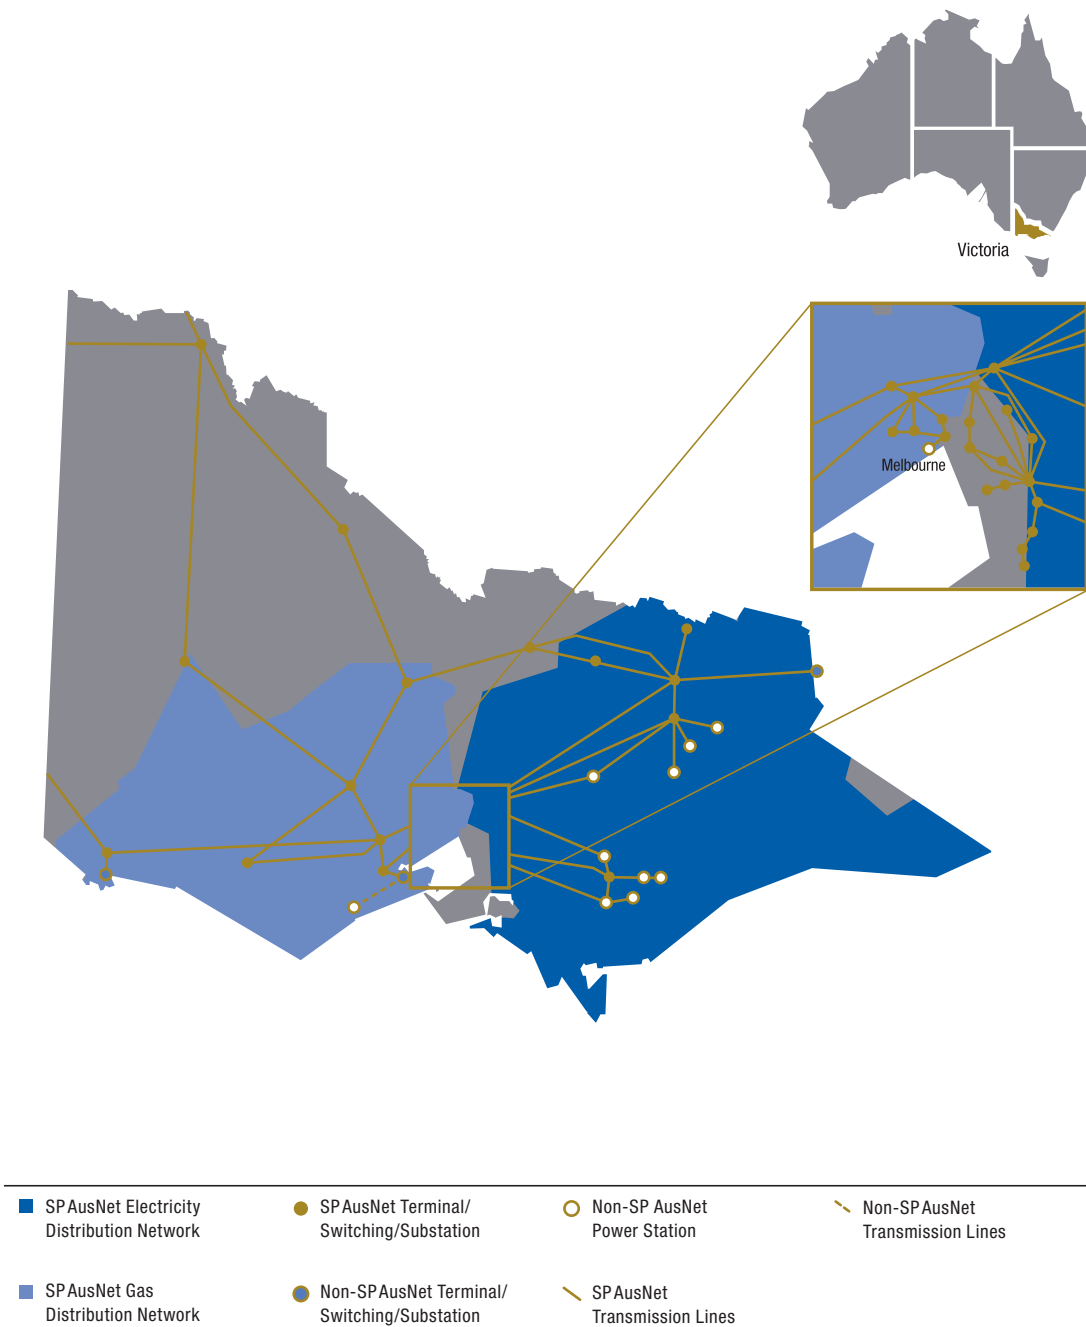 Victoria
Melbourne
SP AusNet Electricity
Distribution Network
SP AusNet Terminal/
Switching/Substation
Non-SP AusNet
Power Station
Non-SP AusNet
Transmission Lines
SP AusNet Gas
Distribution Network
Non-SP AusNet Terminal/
Switching/Substation
SP AusNet
Transmission Lines